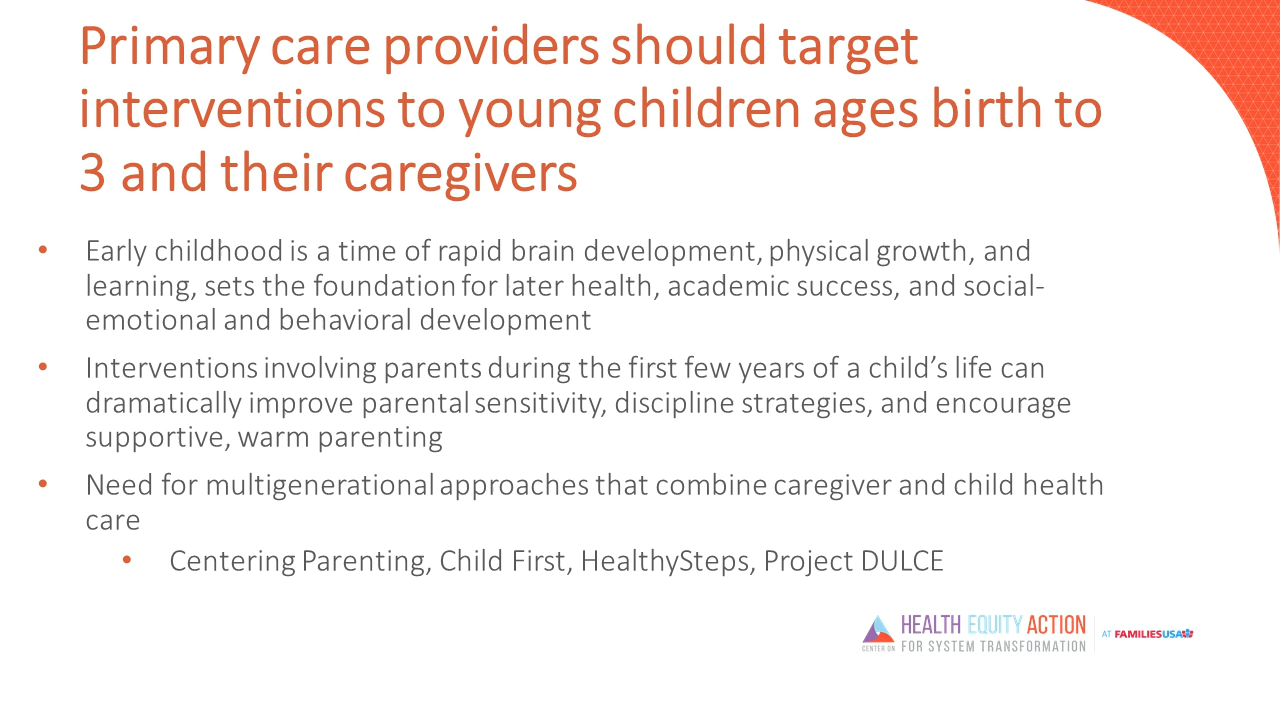 Primary care providers should target
interventions to young children ages birth to
3 and their caregivers
• Early childhood is a time of rapid brain development, physical growth, and
learning, sets the foundation for later health, academic success, and social-
emotional and behavioral development
• Interventions involving parents during the first few years of a child’s life can
dramatically improve parental sensitivity, discipline strategies, and encourage
supportive, warm parenting
• Need for multigenerational approaches that combine caregiver and child health
care
• Centering Parenting, Child First, HealthySteps, Project DULCE
HEALTH EQUITY ACTION
CENTER ON FOR SYSTEM TRANSFORMATION
AT FAMILIESUSA